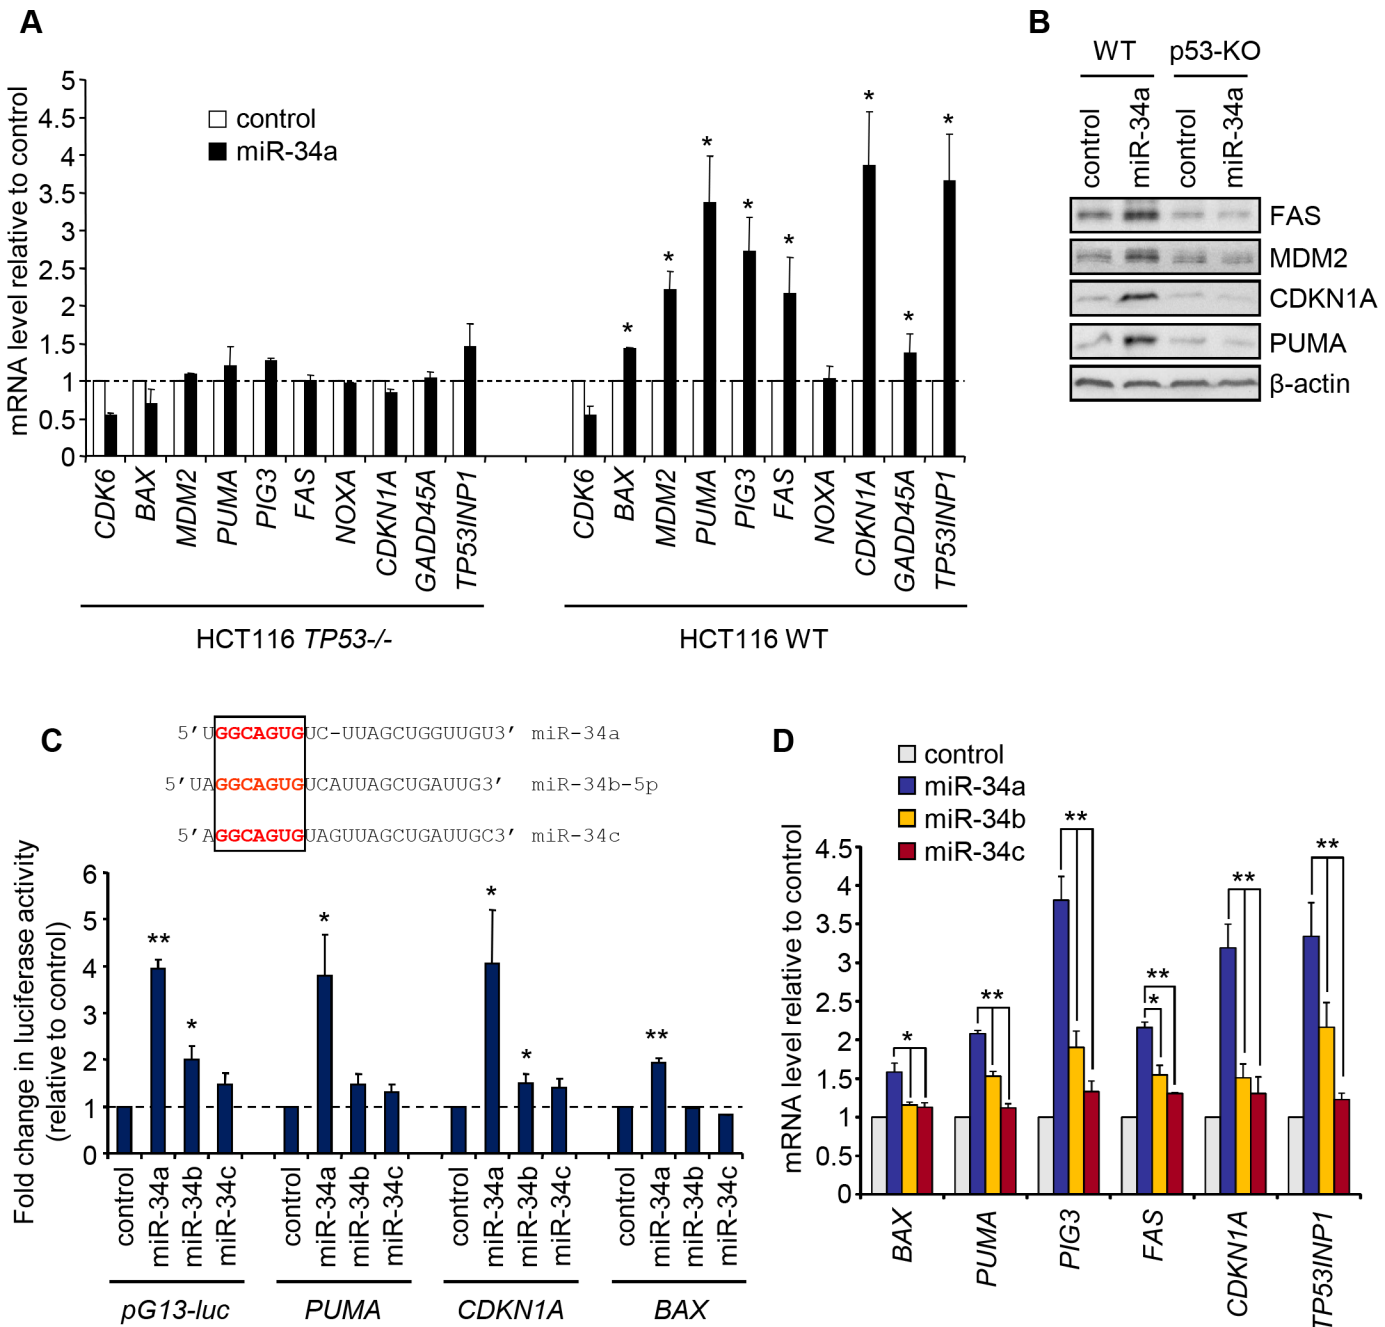 A
mRNA level relative to control
5
4.5
4
3.5
3
2.5
2
1.5
1
0.5
0
control
miR-34a
* * * * * * * *
CDK6 BAX MDM2 PUMA PIG3 FAS NOXA CDKN1A GADD45A TP53INP1
CDK6 BAX MDM2 PUMA PIG3 FAS NOXA CDKN1A GADD45A TP53INP1
HCT116 TP53-/-
HCT116 WT
B
WT p53-KO
control miR-34a control miR-34a
FAS
MDM2
CDKN1A
PUMA
β-actin
C
5'UGGCAGUGUC-UUAGCUGGUUGU3' miR-34a
5'UAGGCAGUGUCAUUAGCUGAUUG3' miR-34b-5p
5'AGGCAGUGUAGUUAGCUGAUUGC3' miR-34c
Fold change in luciferase activity
(relative to control)
6
5
4
3
2
1
0
** * * * * **
control miR-34a miR-34b miR-34c
control miR-34a miR-34b miR-34c
control miR-34a miR-34b miR-34c
control miR-34a miR-34b miR-34c
pG13-luc PUMA CDKN1A BAX
D
control
miR-34a
miR-34b
miR-34c
mRNA level relative to control
4.5
4
3.5
3
2.5
2
1.5
1
0.5
0
* ** ** ** * ** **
BAX PUMA PIG3 FAS CDKN1A TP53INP1